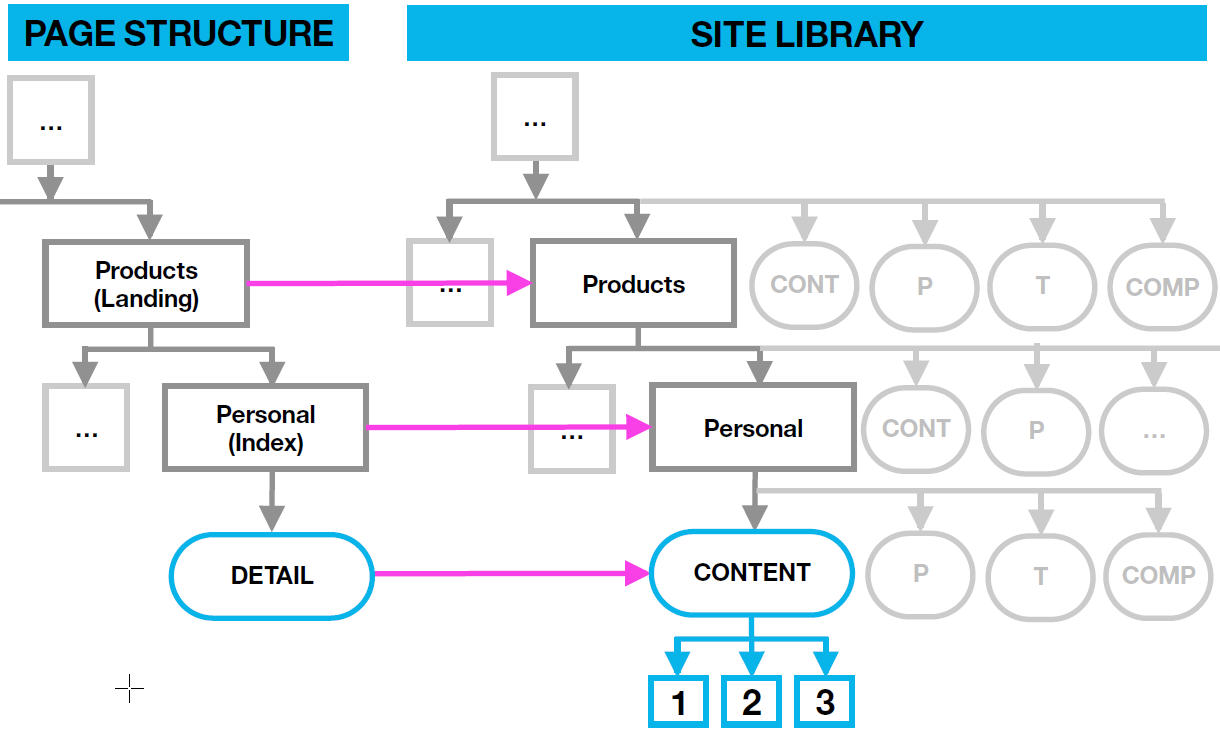 PAGE STRUCTURE
SITE LIBRARY
...
...
Products
(Landing)
...
Products
CONT
P
T
COMP
...
Personal
(Index)
...
Personal
CONT
P
...
DETAIL
CONTENT
P
T
COMP
1
2
3